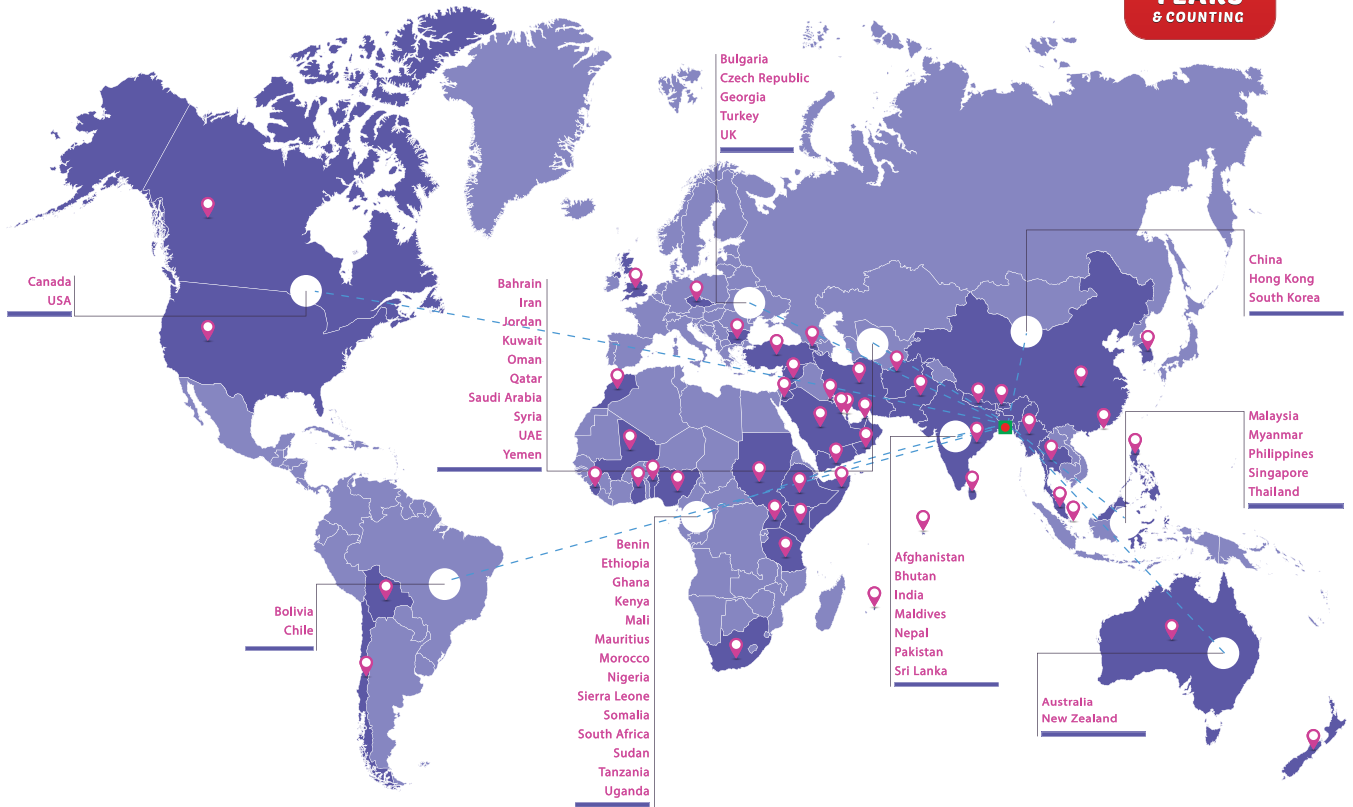 & COUNTING
Bulgaria
Czech Republic
Georgia
Turkey
UK
Canada
USA
Bahrain
Iran
Jordan
Kuwait
Oman
Qatar
Saudi Arabia
Syria
UAE
Yemen
China
Hong Kong
South Korea
Malaysia
Myanmar
Philippines
Singapore
Thailand
Benin
Ethiopia
Ghana
Kenya
Mali
Mauritius
Morocco
Nigeria
Sierra Leone
Somalia
South Africa
Sudan
Tanzania
Uganda
Afghanistan
Bhutan
India
Maldives
Nepal
Pakistan
Sri Lanka
Bolivia
Chile
Australia
New Zealand